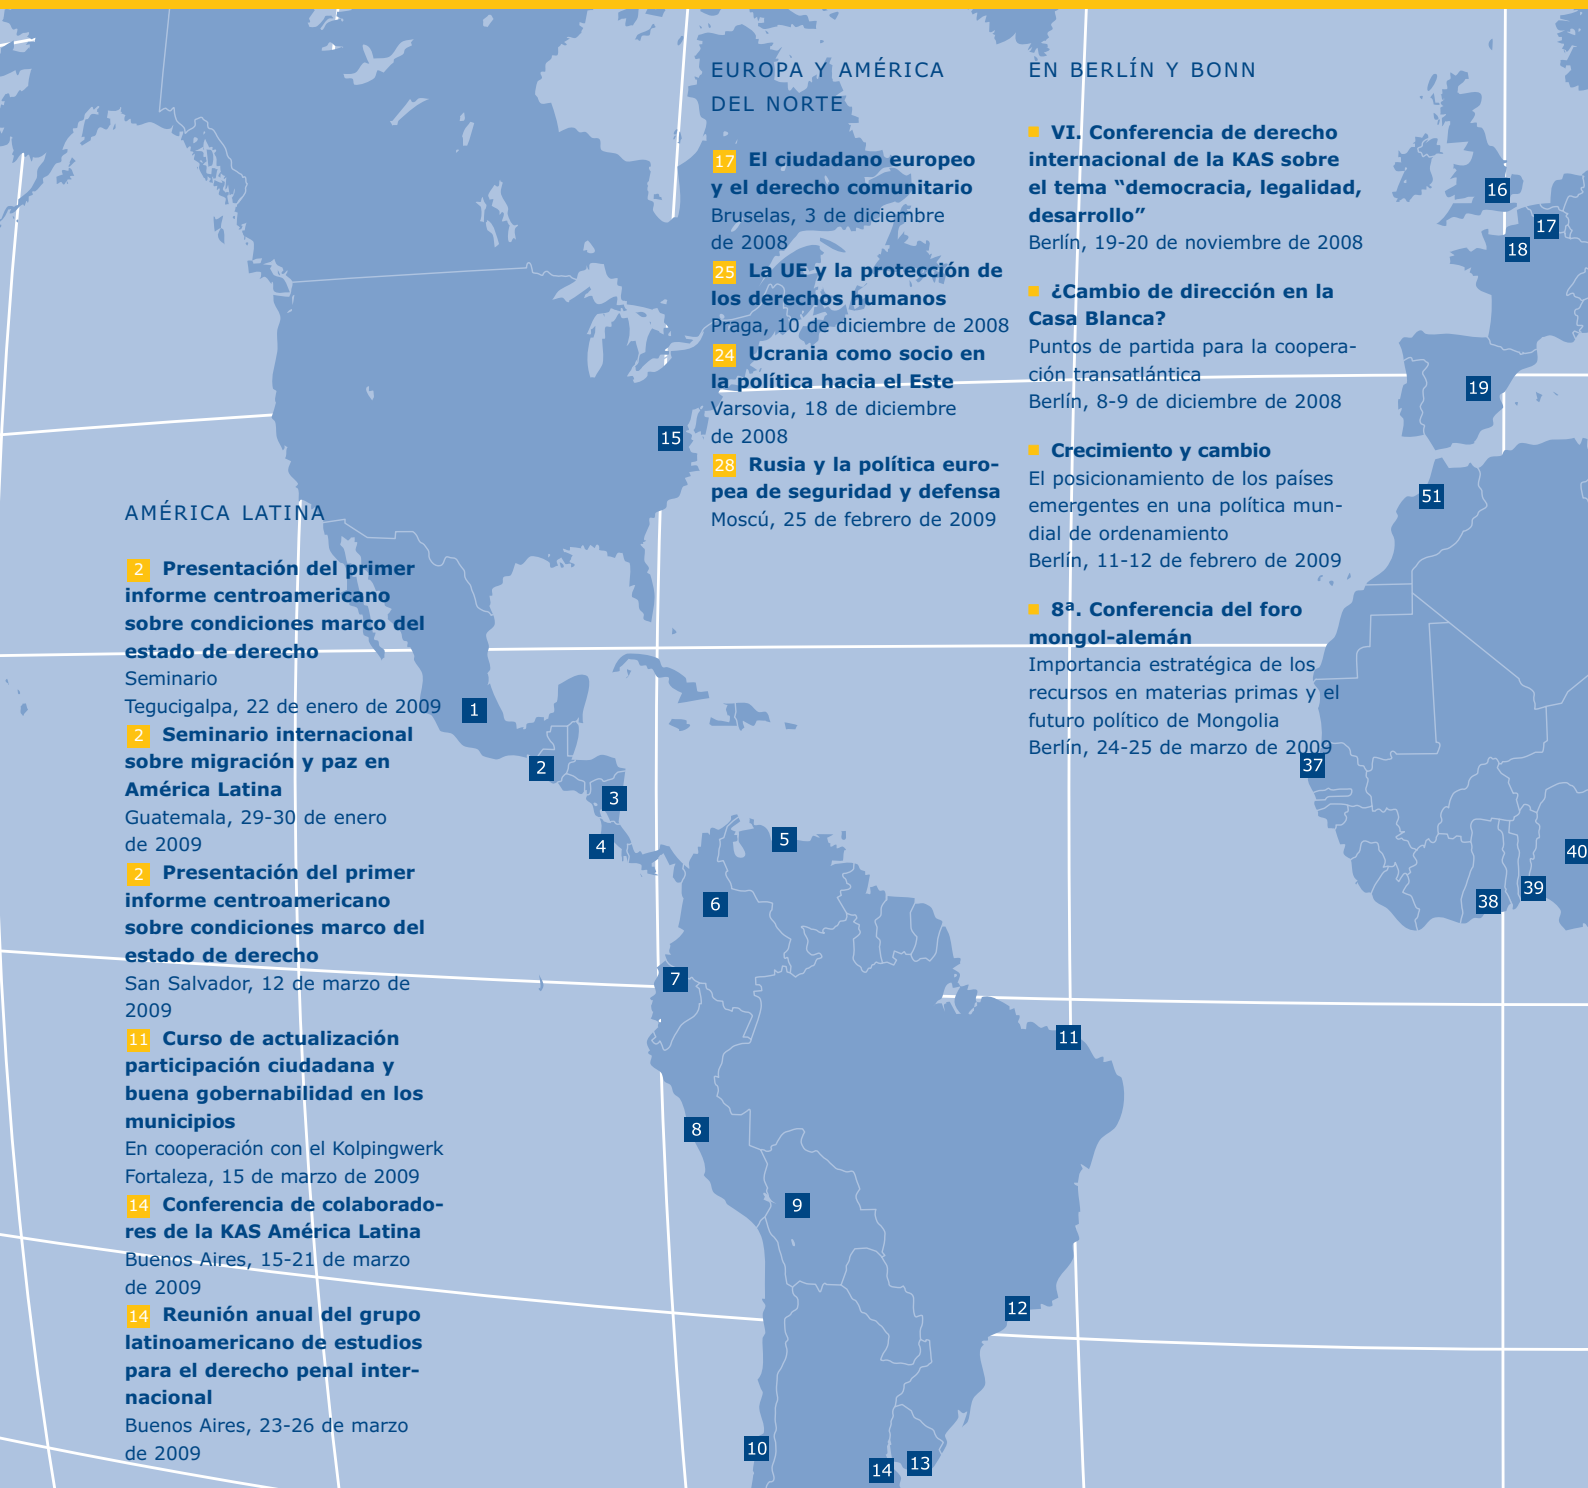 EUROPA Y AMÉRICA
DEL NORTE
17 El ciudadano europeo
y el derecho comunitario
Bruselas, 3 de diciembre
de 2008
25 La UE y la protección de
los derechos humanos
Praga, 10 de diciembre de 2008
24 Ucrania como socio en
la política hacia el Este
Varsovia, 18 de diciembre
de 2008
28 Rusia y la política euro-
pea de seguridad y defensa
Moscú, 25 de febrero de 2009
EN BERLÍN Y BONN
VI. Conferencia de derecho
internacional de la KAS sobre
el tema “democracia, legalidad,
desarrollo”
Berlín, 19-20 de noviembre de 2008
¿Cambio de dirección en la
Casa Blanca?
Puntos de partida para la coopera-
ción transatlántica
Berlín, 8-9 de diciembre de 2008
Crecimiento y cambio
El posicionamiento de los países
emergentes en una política mun-
dial de ordenamiento
Berlín, 11-12 de febrero de 2009
8ª. Conferencia del foro
mongol-alemán
Importancia estratégica de los
recursos en materias primas y el
futuro político de Mongolia
Berlín, 24-25 de marzo de 2009
AMÉRICA LATINA
2 Presentación del primer
informe centroamericano
sobre condiciones marco del
estado de derecho
Seminario
Tegucigalpa, 22 de enero de 2009
2 Seminario internacional
sobre migración y paz en
América Latina
Guatemala, 29-30 de enero
de 2009
2 Presentación del primer
informe centroamericano
sobre condiciones marco del
estado de derecho
San Salvador, 12 de marzo de
2009
11 Curso de actualización
participación ciudadana y
buena gobernabilidad en los
municipios
En cooperación con el Kolpingwerk
Fortaleza, 15 de marzo de 2009
14 Conferencia de colaborado-
res de la KAS América Latina
Buenos Aires, 15-21 de marzo
de 2009
14 Reunión anual del grupo
latinoamericano de estudios
para el derecho penal inter-
nacional
Buenos Aires, 23-26 de marzo
de 2009
16
17
18
19
15
51
1
2
37
3
4
5
40
6
39
38
7
11
8
9
12
10
14
13